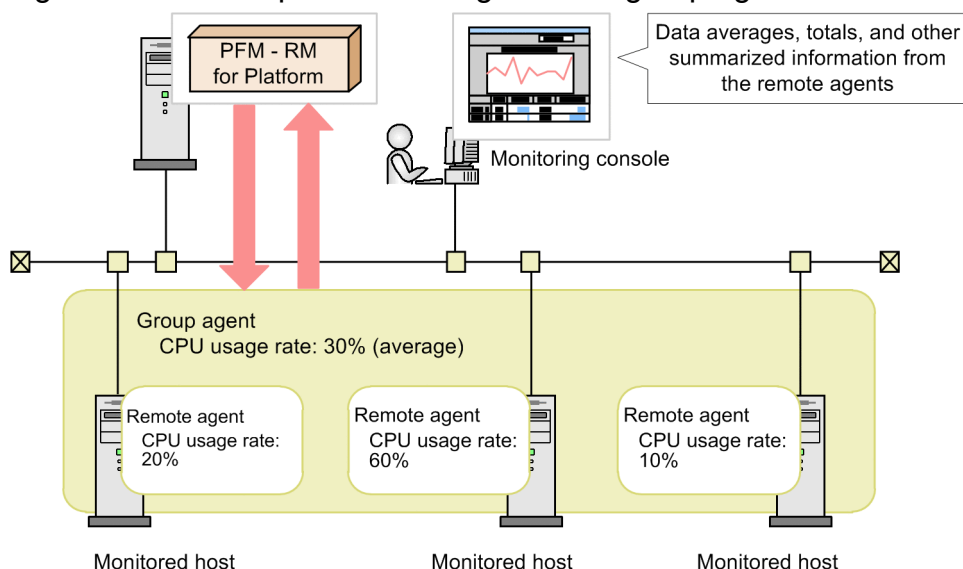 PFM - RM
for Platform
Data averages, totals, and other
summarized information from
the remote agents
Monitoring console
Group agent
CPU usage rate: 30% (average)
Remote agent
CPU usage rate:
20%
Remote agent
CPU usage rate:
60%
Remote agent
CPU usage rate:
10%
Monitored host
Monitored host
Monitored host